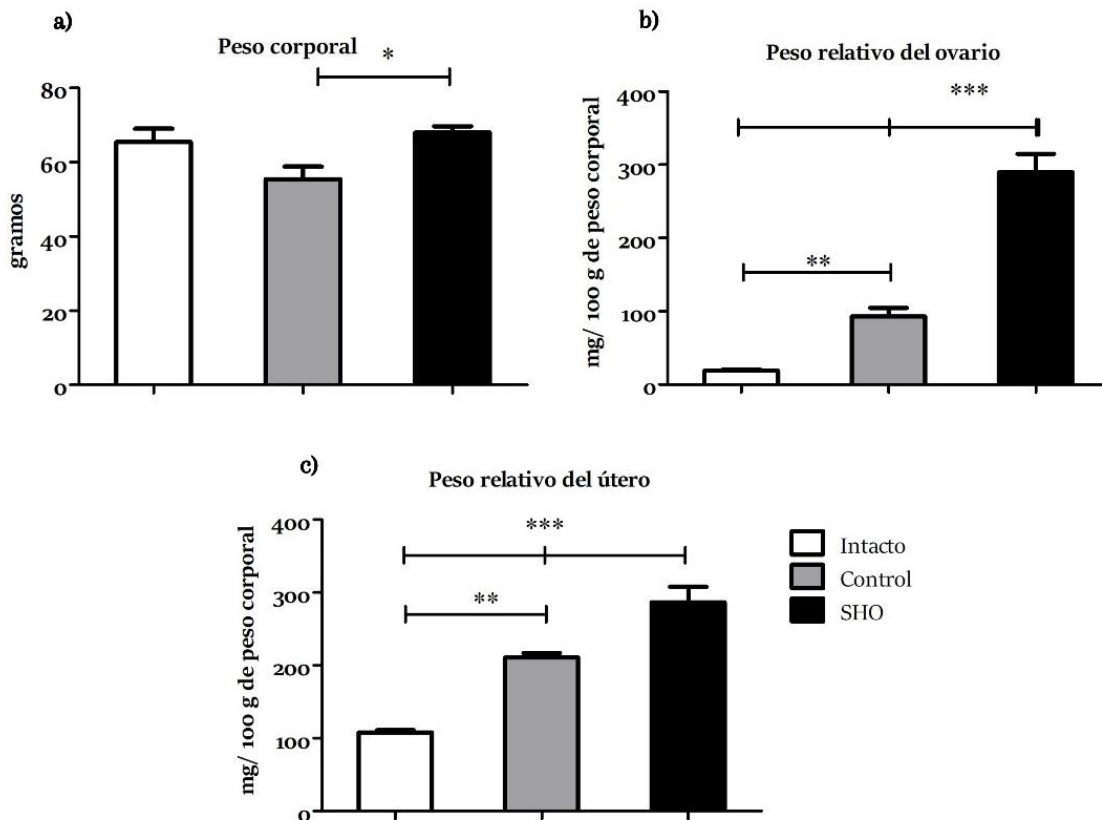 a)
Peso corporal
*
gramos
80
60
40
20
0
b)
Peso relativo del ovario
***
**
mg/ 100 g de peso corporal
400
300
200
100
0
c)
Peso relativo del útero
***
**
mg/ 100 g de peso corporal
400
300
200
100
0
Intacto
Control
SHO